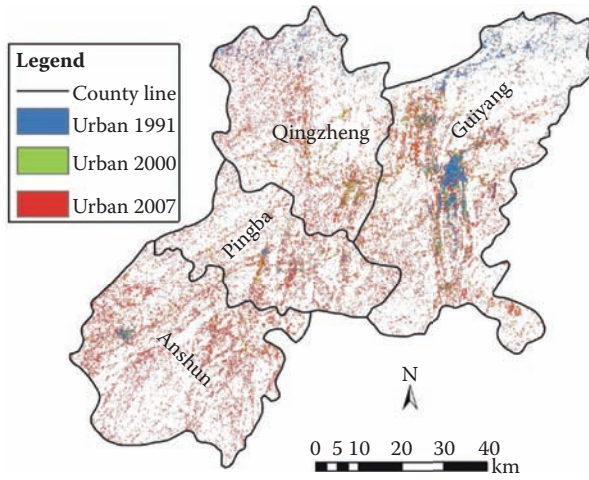 Legend
County line
Urban 1991
Urban 2000
Urban 2007
Qingzheng
Guiyang
Pingba
Anshun
N
0 5 10 20 30 40
km